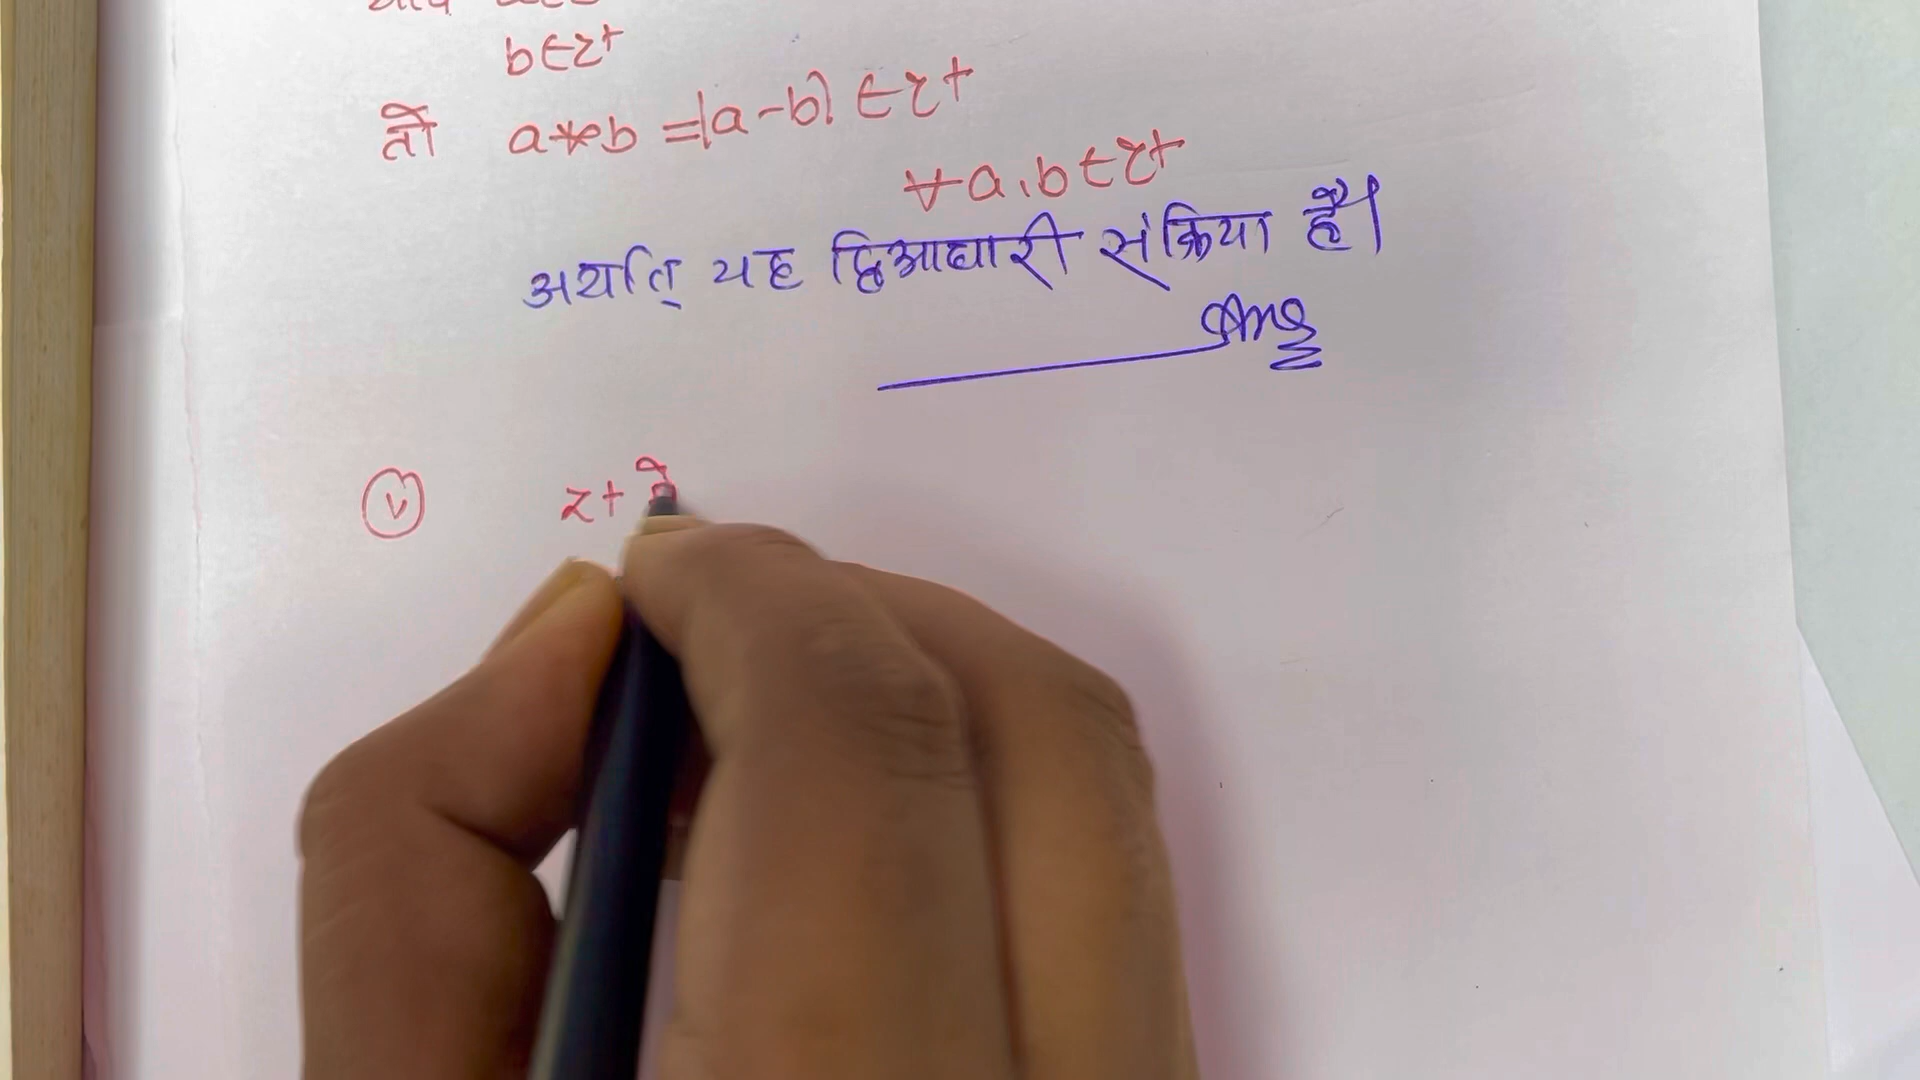 b∈z+
तो a*b =|a-b| ∈z+
∀a,b∈z+
अर्थात् यह द्विआधारी संक्रिया है।
Ans
(v) z+